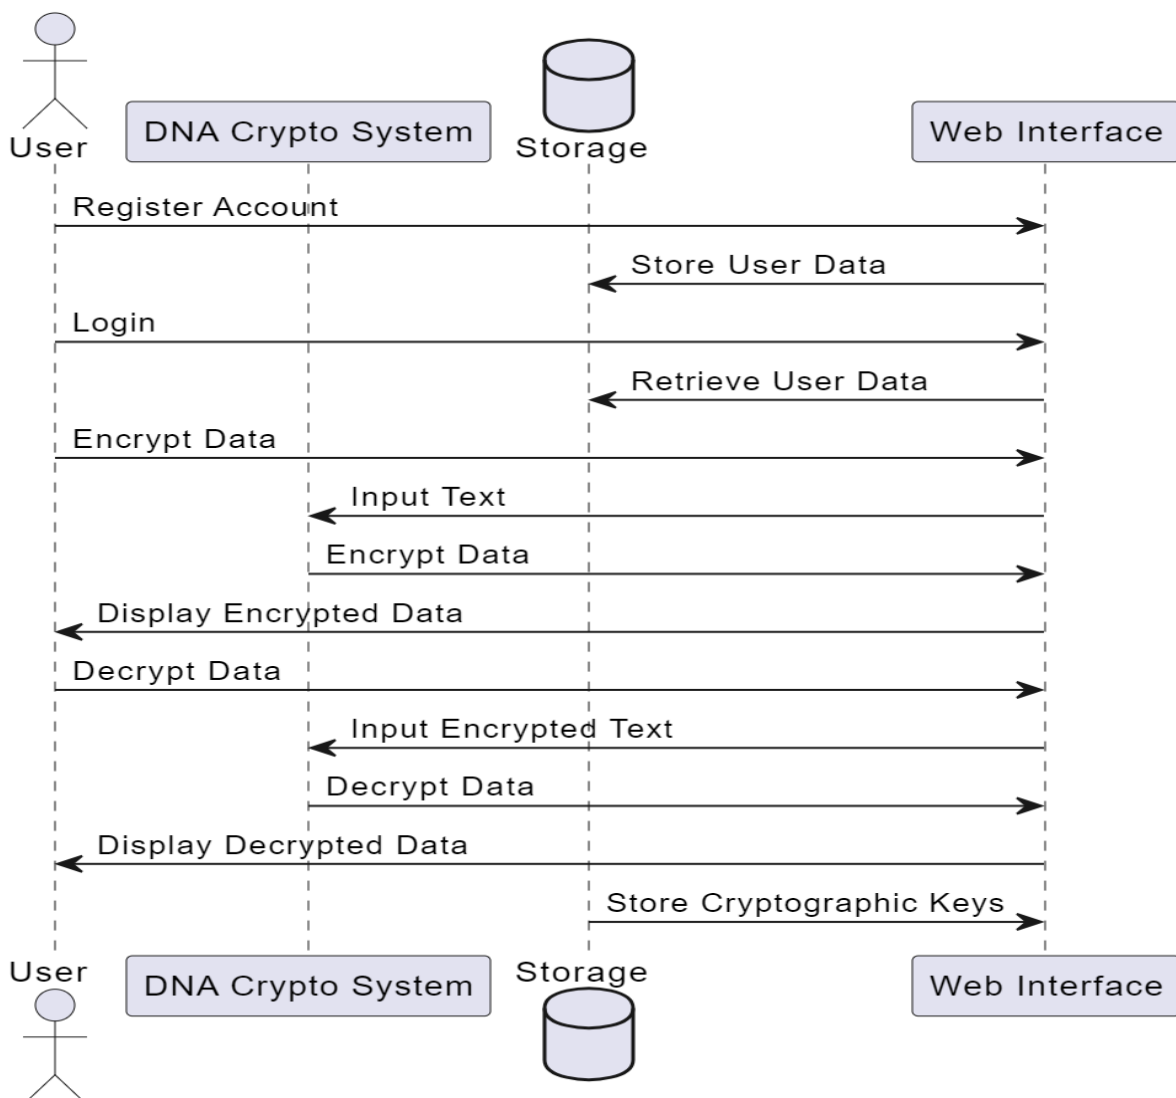 User
DNA Crypto System
Storage
Web Interface
Register Account
Store User Data
Login
Retrieve User Data
Encrypt Data
Input Text
Encrypt Data
Display Encrypted Data
Decrypt Data
Input Encrypted Text
Decrypt Data
Display Decrypted Data
Store Cryptographic Keys
User
DNA Crypto System
Storage
Web Interface